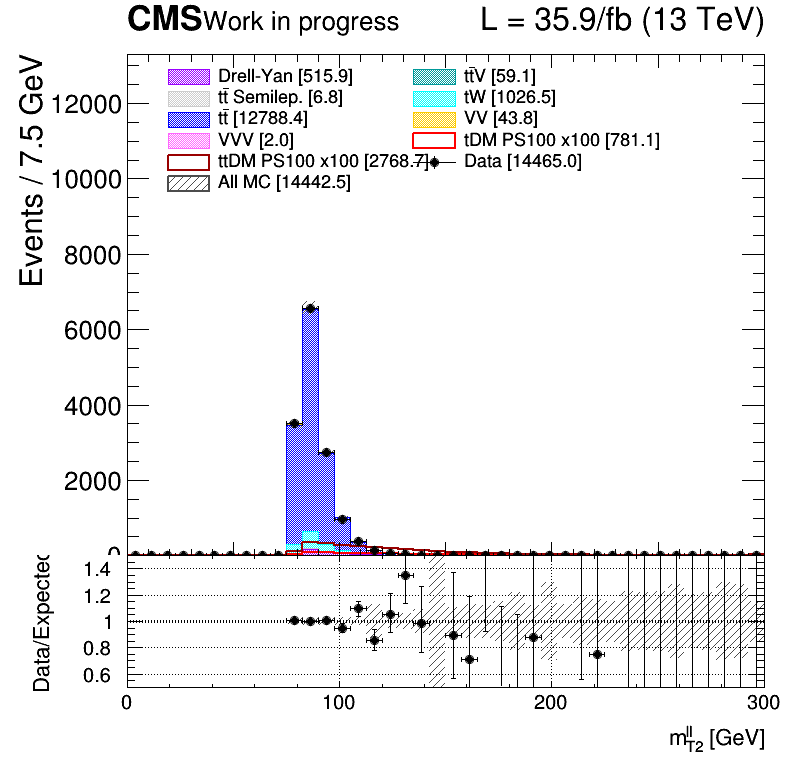 CMS Work in progress L = 35.9/fb (13 TeV)
Events / 7.5 GeV
12000
10000
8000
6000
4000
2000
0
Drell-Yan [515.9] tt̄V [59.1]
tt̄ Semilep. [6.8] tW [1026.5]
tt̄ [12788.4] VV [43.8]
VVV [2.0] tDM PS100 x100 [781.1]
ttDM PS100 x100 [2768.7] Data [14465.0]
All MC [14442.5]
Data/Expected
1.4
1.2
1
0.8
0.6
0 100 200 300
m_{T2}^{ll} [GeV]